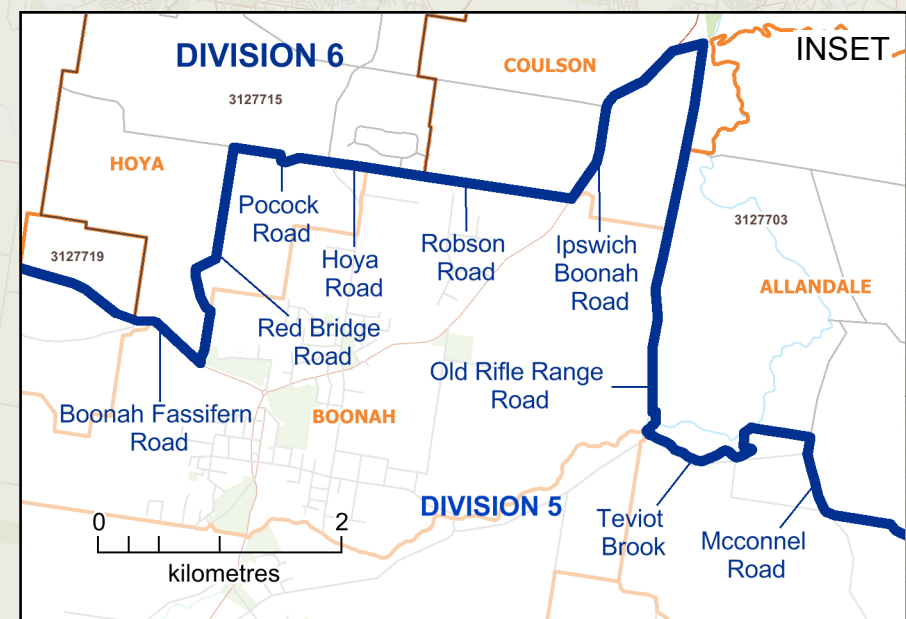 INSET
DIVISION 6
COULSON
3127715
HOYA
Pocock
Road
3127703
Robson
Road
Ipswich
Boonah
Road
Hoya
Road
3127719
ALLANDALE
Red Bridge
Road
Old Rifle Range
Road
Boonah Fassifern
Road
BOONAH
DIVISION 5
0
2
kilometres
Teviot
Brook
Mcconnel
Road